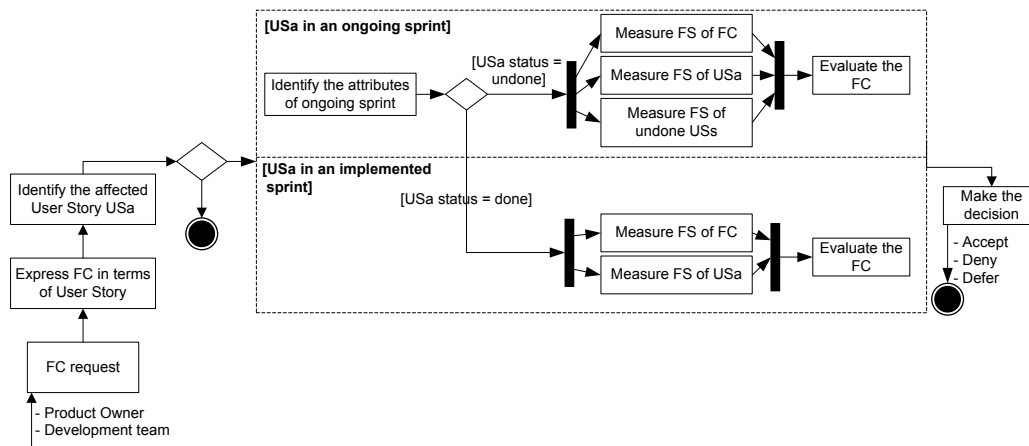 [USa in an ongoing sprint]
Identify the attributes
of ongoing sprint
[USa status =
undone]
Measure FS of FC
Measure FS of USa
Measure FS of
undone USs
Evaluate the
FC
[USa in an implemented
sprint]
[USa status = done]
Measure FS of FC
Measure FS of USa
Evaluate the
FC
Make the
decision
- Accept
- Deny
- Defer
Identify the affected
User Story USa
Express FC in terms
of User Story
FC request
- Product Owner
- Development team